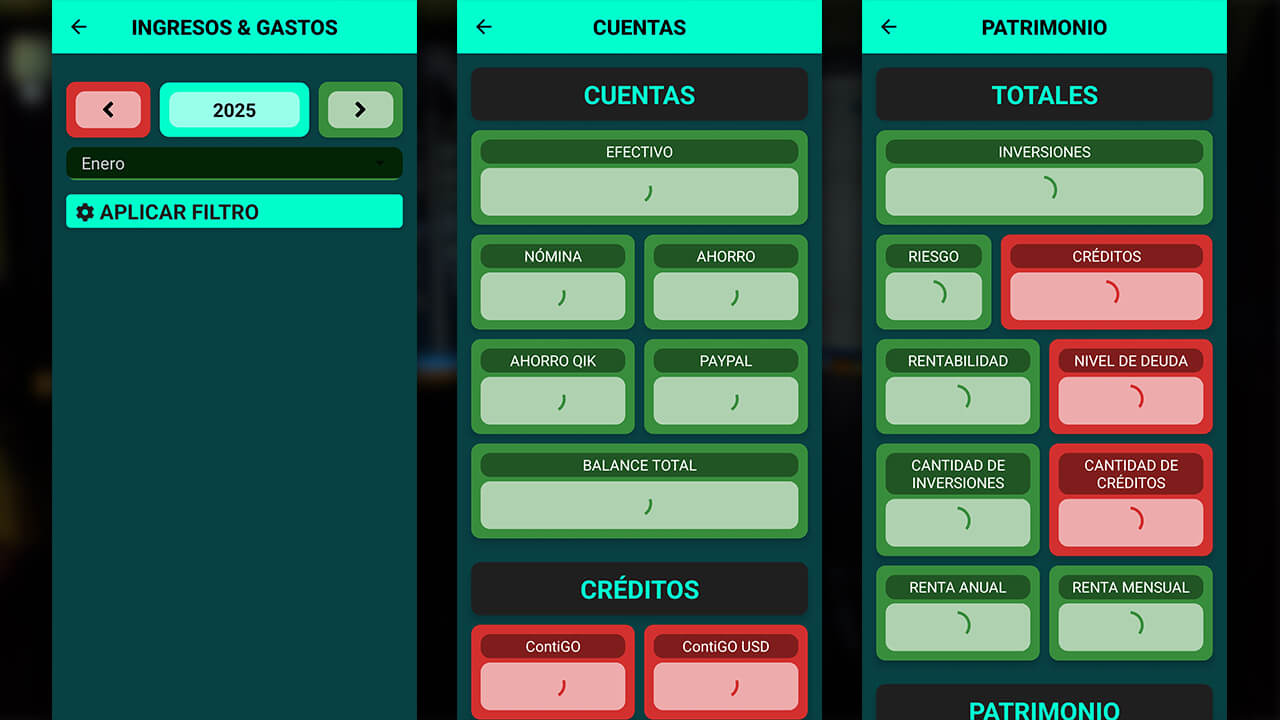 INGRESOS & GASTOS
2025
Enero
APLICAR FILTRO
CUENTAS
CUENTAS
EFECTIVO
NÓMINA
AHORRO
AHORRO QIK
PAYPAL
BALANCE TOTAL
CRÉDITOS
ContiGO
ContiGO USD
PATRIMONIO
TOTALES
INVERSIONES
RIESGO
CRÉDITOS
RENTABILIDAD
NIVEL DE DEUDA
CANTIDAD DE
INVERSIONES
CANTIDAD DE
CRÉDITOS
RENTA ANUAL
RENTA MENSUAL
PATRIMONIO